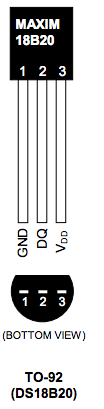 MAXIM
18B20
1 2 3
GND DQ VDD
1 2 3
(BOTTOM VIEW)
TO-92
(DS18B20)